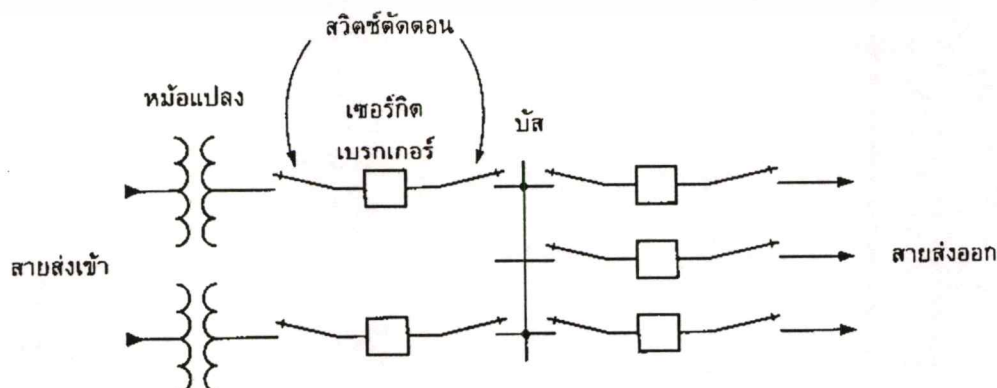 สวิตช์ตัดตอน
หม้อแปลง
เซอร์กิต
เบรกเกอร์
บัส
สายส่งเข้า
สายส่งออก